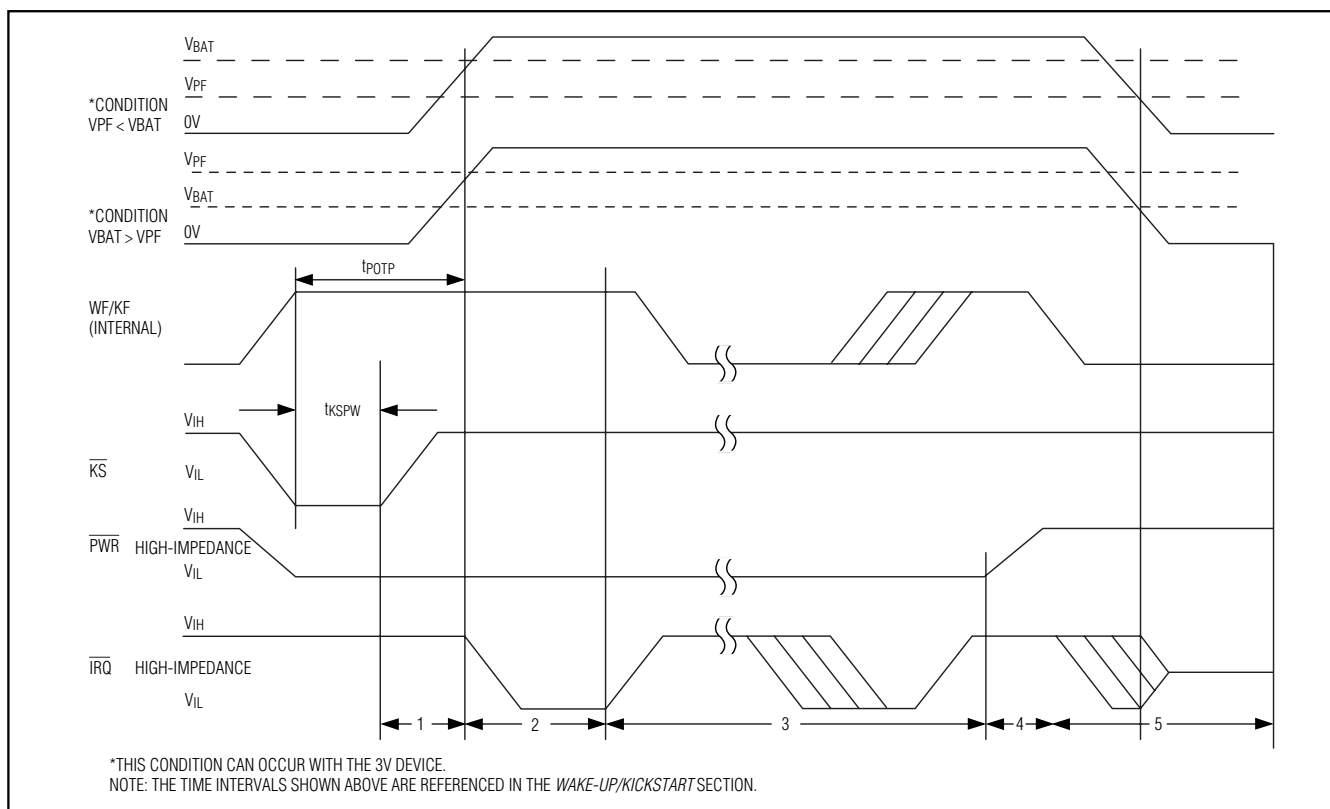 VBAT
VPF
*CONDITION
VPF < VBAT
0V
VPF
VBAT
*CONDITION
VBAT > VPF
0V
tPOTP
WF/KF
(INTERNAL)
tKSPW
VIH
KS
VIL
VIH
PWR HIGH-IMPEDANCE
VIL
VIH
IRQ HIGH-IMPEDANCE
VIL
1 2 3 4 5
*THIS CONDITION CAN OCCUR WITH THE 3V DEVICE.
NOTE: THE TIME INTERVALS SHOWN ABOVE ARE REFERENCED IN THE WAKE-UP/KICKSTART SECTION.